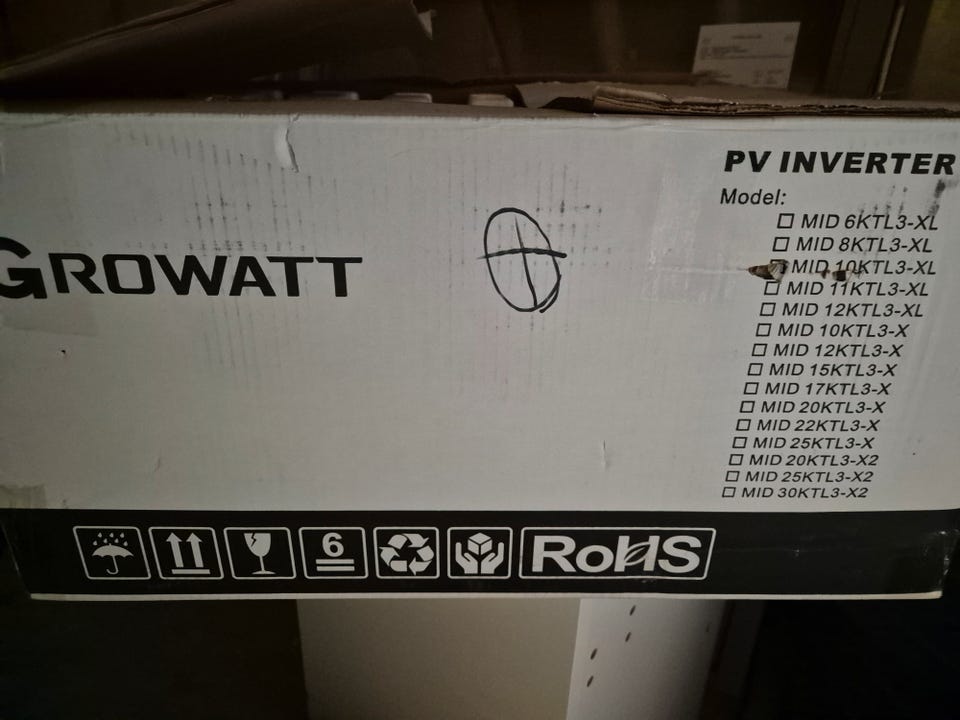 GROWATT
PV INVERTER
Model:
☐ MID 6KTL3-XL
☐ MID 8KTL3-XL
☐ MID 10KTL3-XL
☐ MID 11KTL3-XL
☐ MID 12KTL3-XL
☐ MID 10KTL3-X
☐ MID 12KTL3-X
☐ MID 15KTL3-X
☐ MID 17KTL3-X
☐ MID 20KTL3-X
☐ MID 22KTL3-X
☐ MID 25KTL3-X
☐ MID 20KTL3-X2
☐ MID 25KTL3-X2
☐ MID 30KTL3-X2
6
RoHS